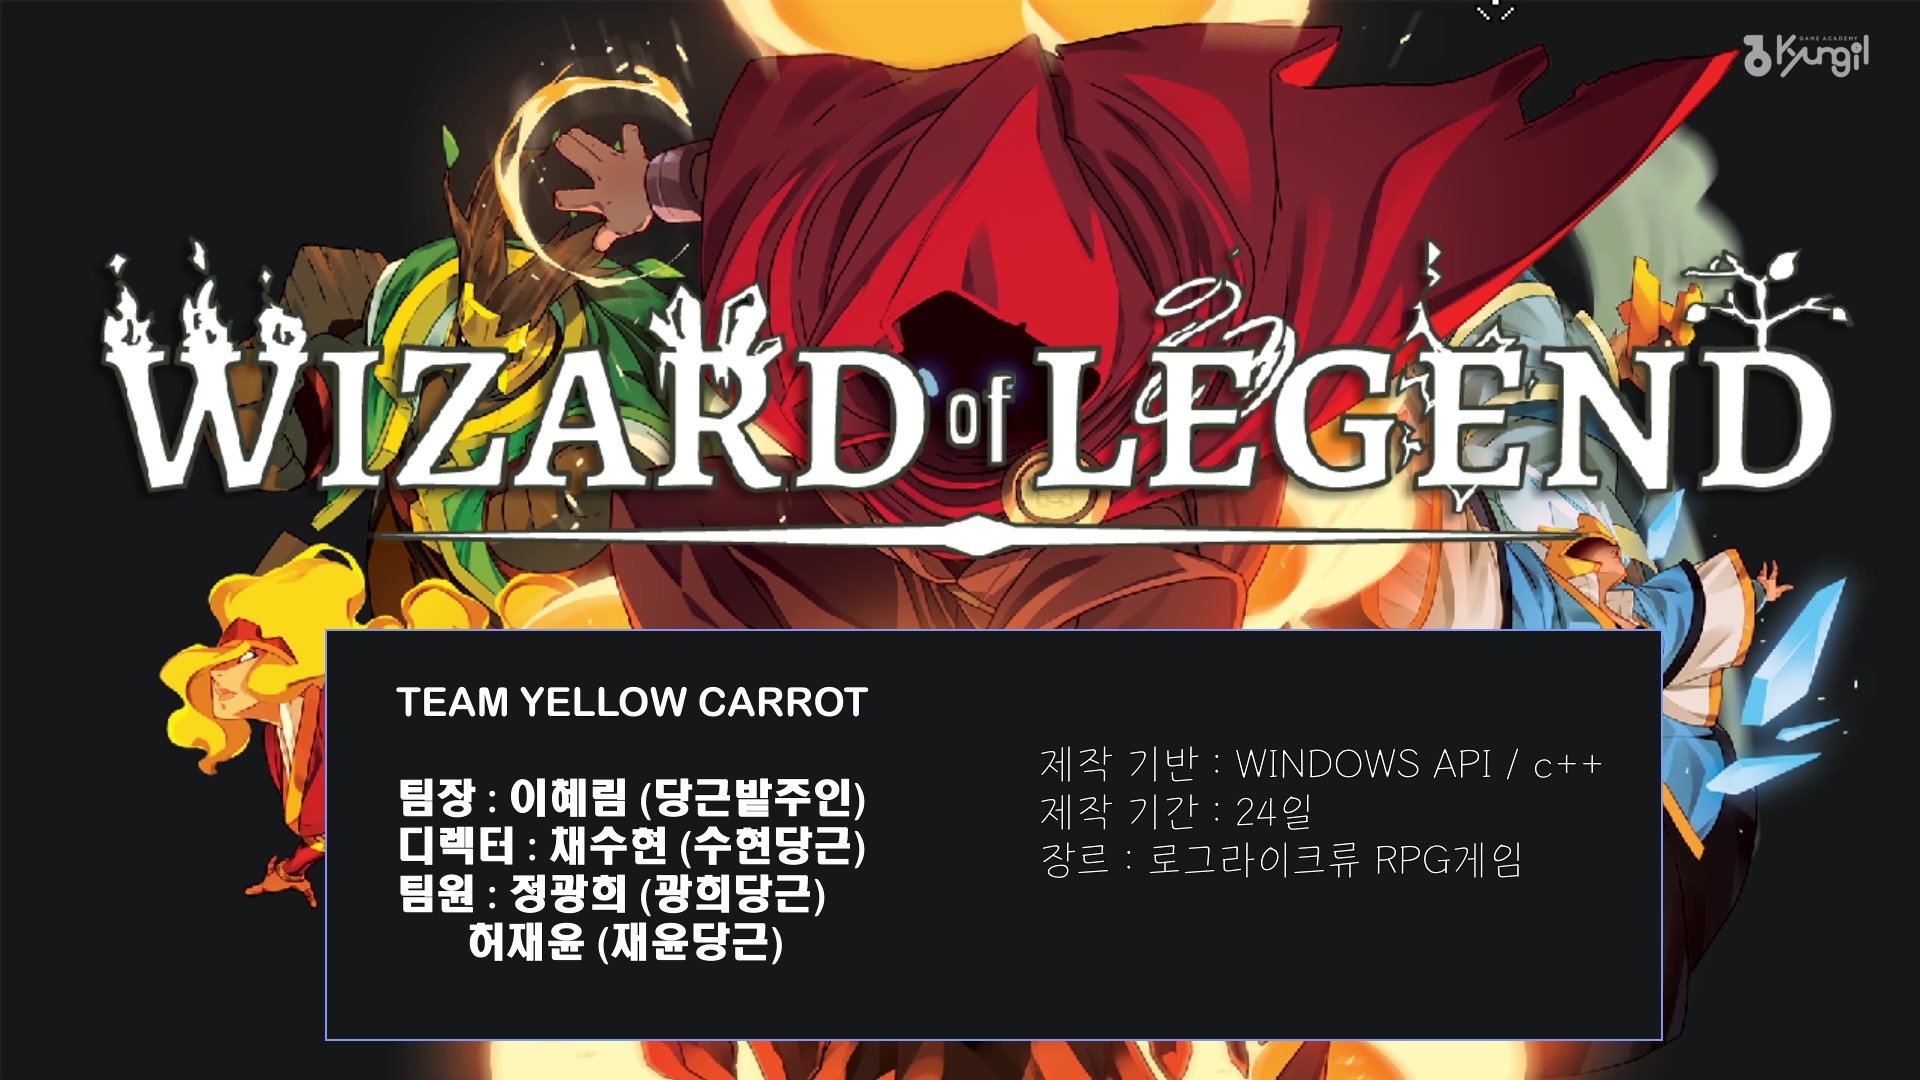 GAME ACADEMY
Kyungil
WIZARD of LEGEND
TEAM YELLOW CARROT
팀장 : 이혜림 (당근밭주인)
디렉터 : 채수현 (수현당근)
팀원 : 정광희 (광희당근)
허재윤 (재윤당근)
제작 기반 : WINDOWS API / c++
제작 기간 : 24일
장르 : 로그라이크류 RPG게임